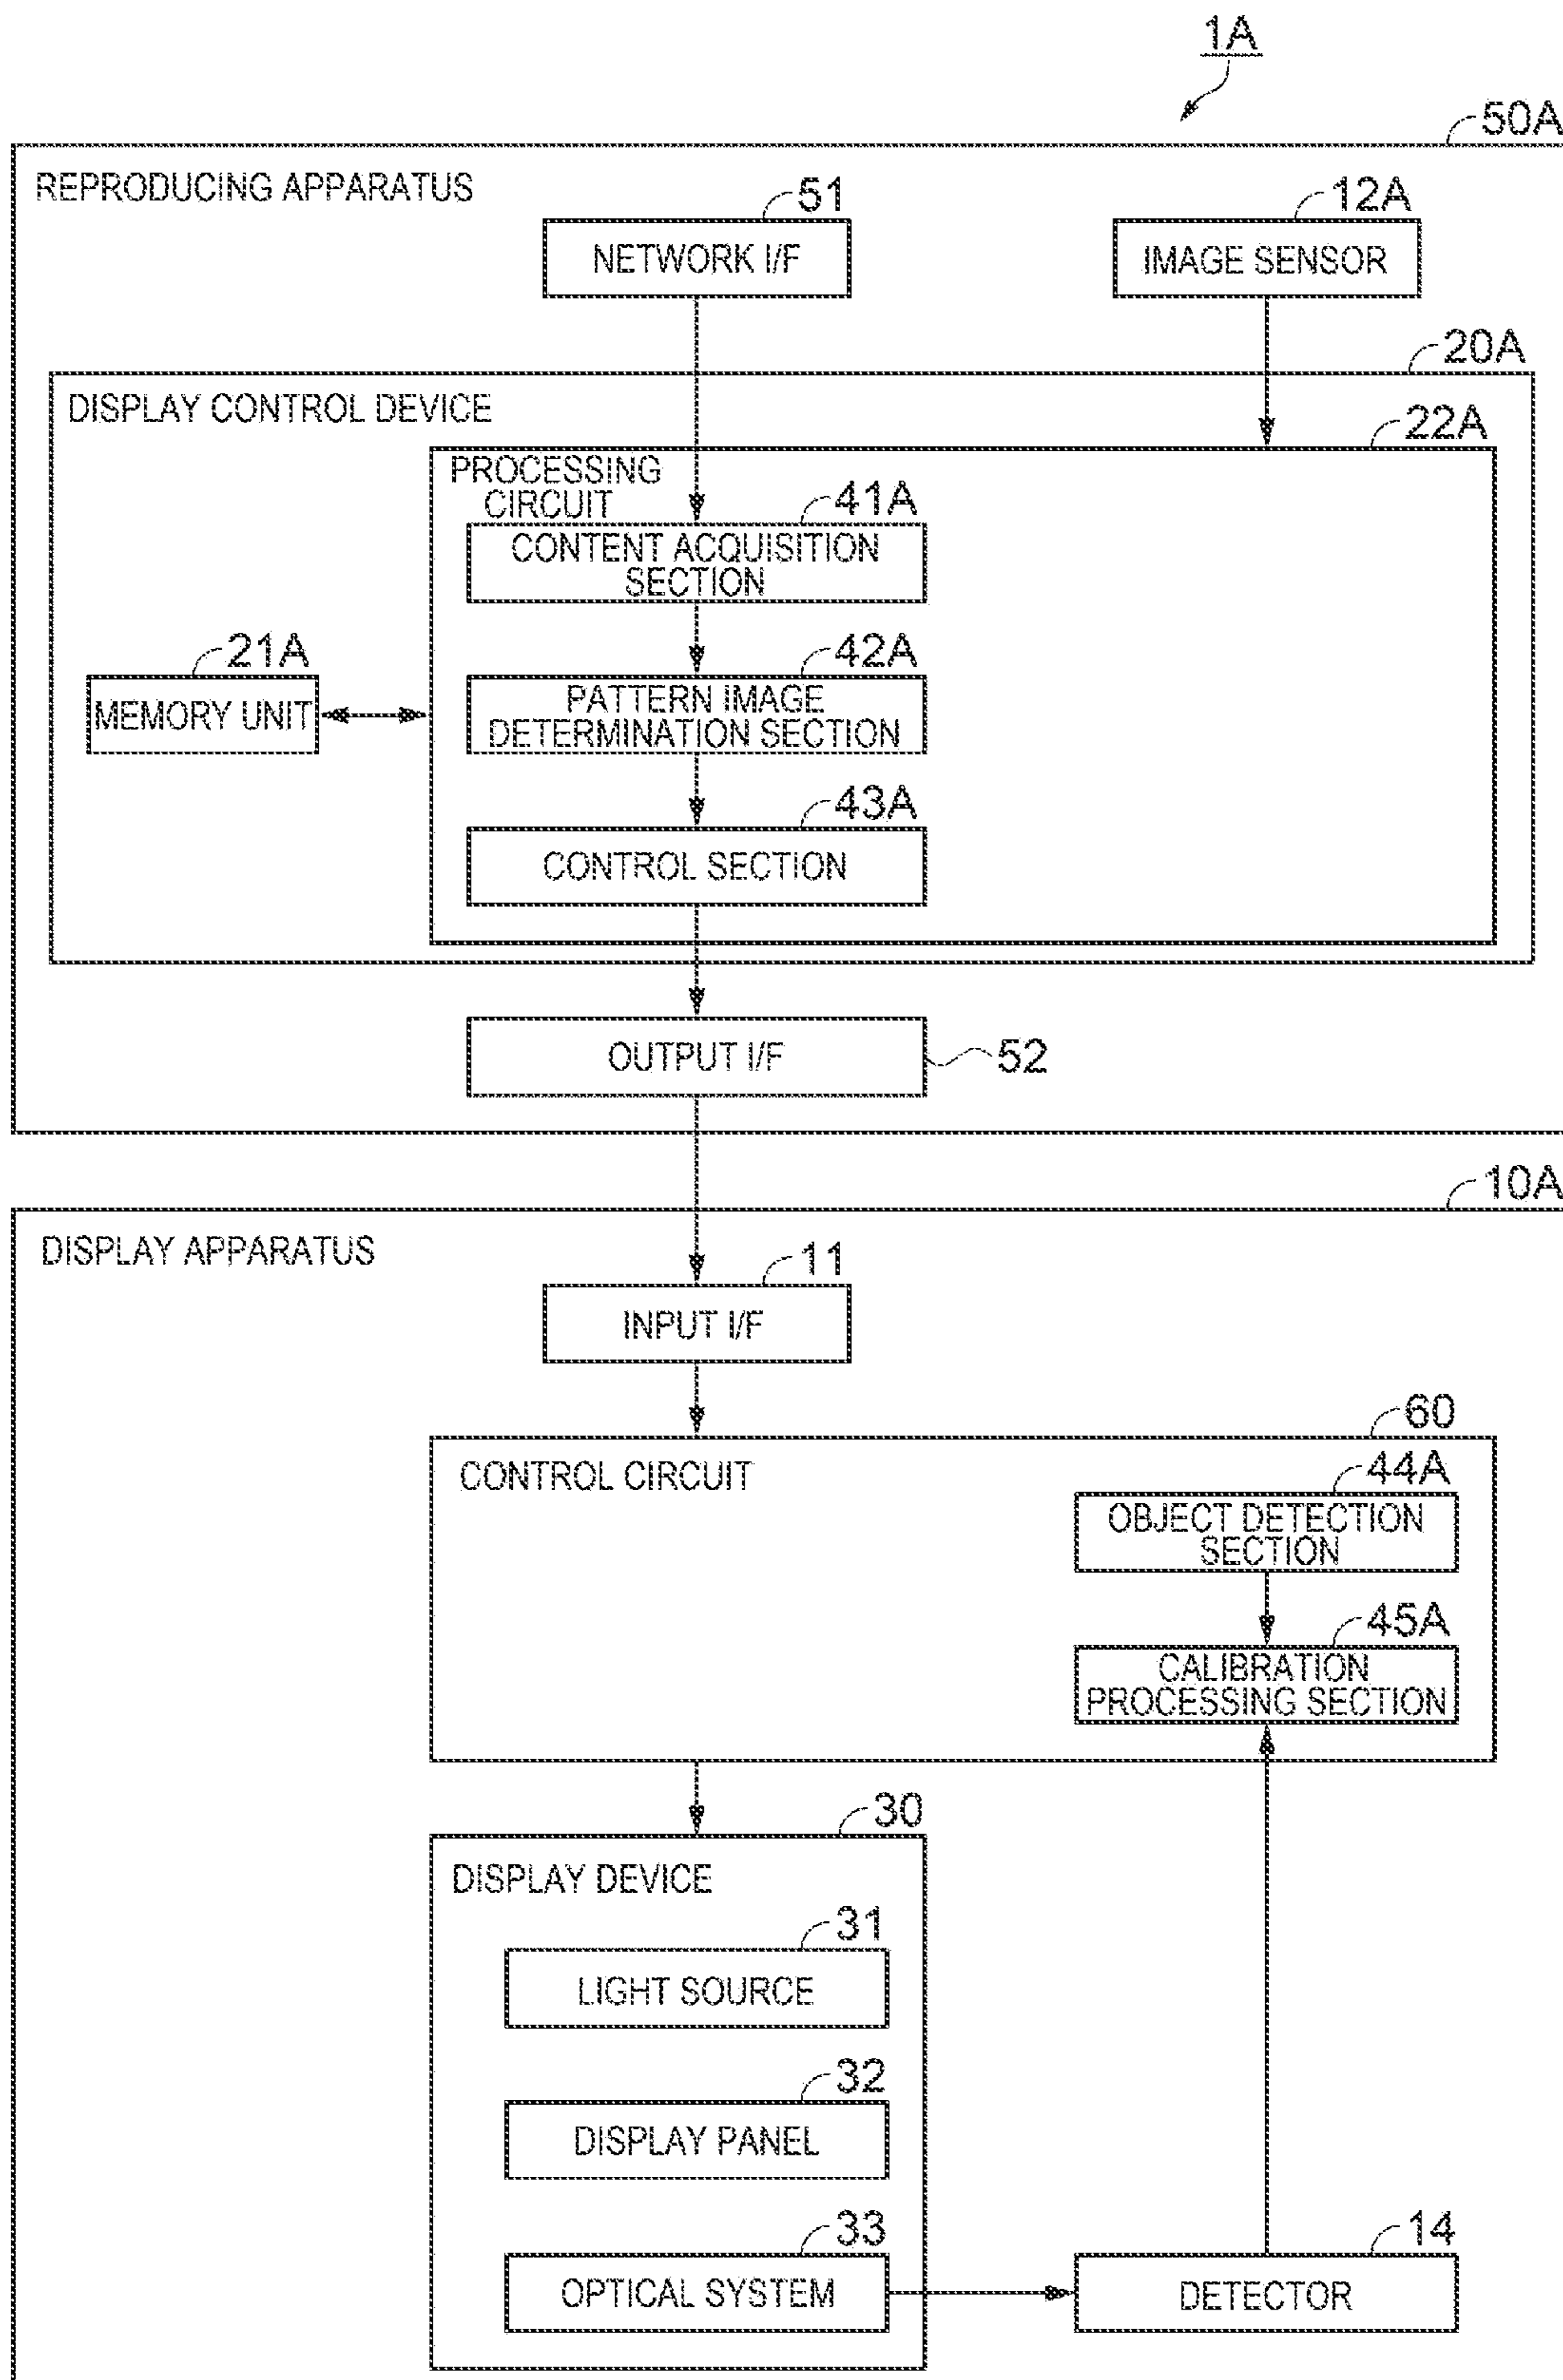 1A
50A
REPRODUCING APPARATUS
51
12A
NETWORK I/F
IMAGE SENSOR
20A
DISPLAY CONTROL DEVICE
22A
PROCESSING
CIRCUIT
41A
CONTENT ACQUISITION
SECTION
21A
42A
MEMORY UNIT
PATTERN IMAGE
DETERMINATION SECTION
43A
CONTROL SECTION
OUTPUT I/F
52
10A
DISPLAY APPARATUS
11
INPUT I/F
60
CONTROL CIRCUIT
44A
OBJECT DETECTION
SECTION
45A
CALIBRATION
PROCESSING SECTION
30
DISPLAY DEVICE
31
LIGHT SOURCE
32
DISPLAY PANEL
33
14
OPTICAL SYSTEM
DETECTOR